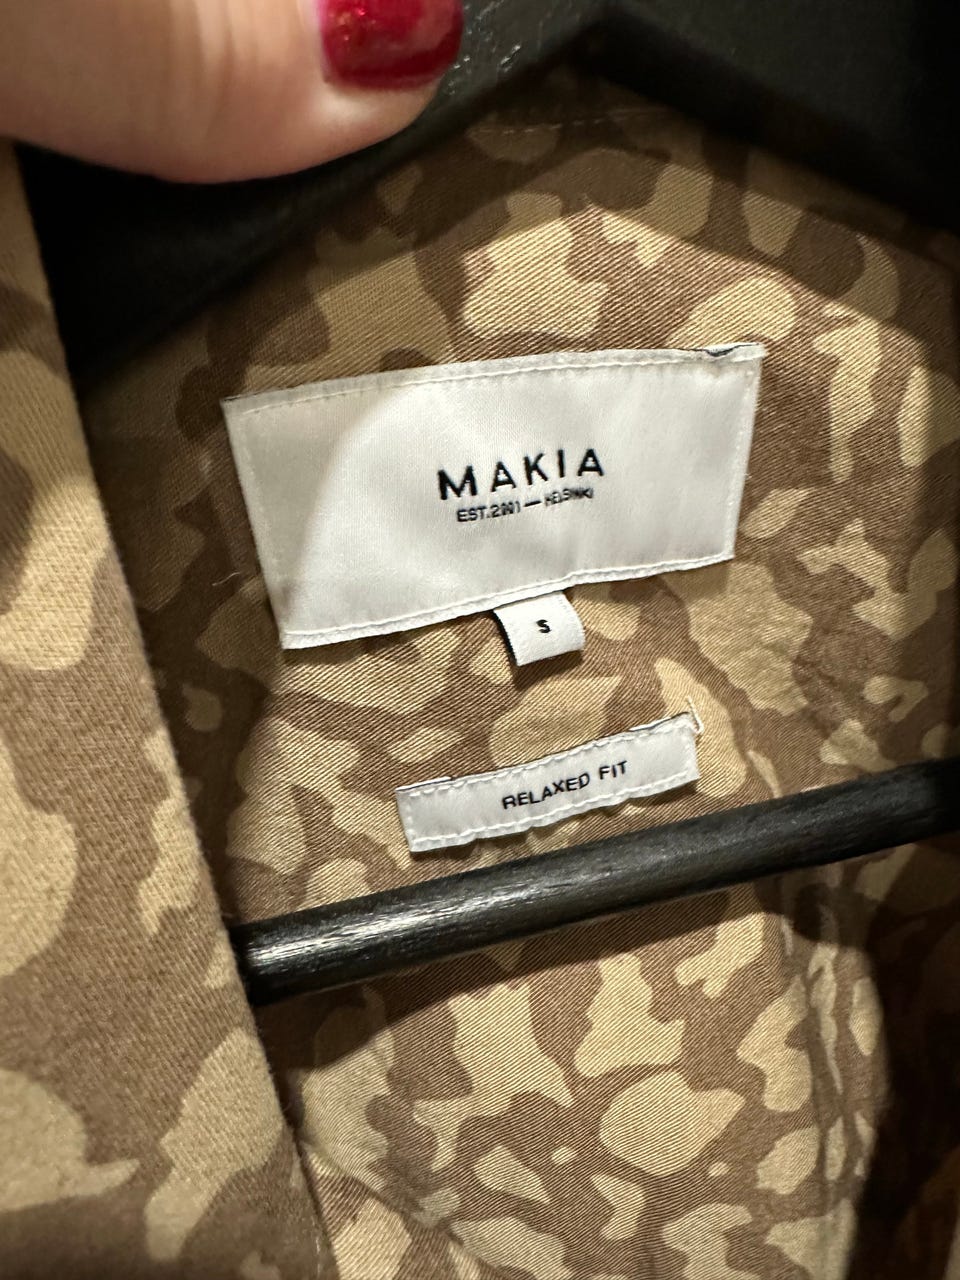 MAKIA
EST.2001 — HELSINKI
S
RELAXED FIT